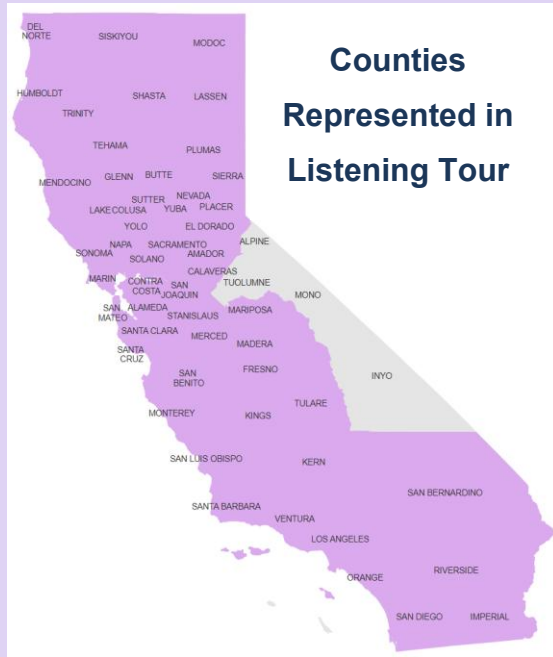 Counties
Represented in
Listening Tour
DEL
NORTE
SISKIYOU
MODOC
HUMBOLDT
TRINITY
SHASTA
LASSEN
TEHAMA
PLUMAS
MENDOCINO
GLENN
BUTTE
SIERRA
LAKE
COLUSA
SUTTER
YUBA
NEVADA
PLACER
YOLO
EL DORADO
ALPINE
SONOMA
NAPA
SACRAMENTO
SOLANO
AMADOR
CALAVERAS
TUOLUMNE
MONO
MARIN
CONTRA
COSTA
SAN
JOAQUIN
SAN
MATEO
ALAMEDA
STANISLAUS
MARIPOSA
SANTA CLARA
MERCED
MADERA
SANTA
CRUZ
SAN
BENITO
FRESNO
INYO
MONTEREY
KINGS
TULARE
SAN LUIS OBISPO
KERN
SAN BERNARDINO
SANTA BARBARA
VENTURA
LOS ANGELES
ORANGE
RIVERSIDE
SAN DIEGO
IMPERIAL